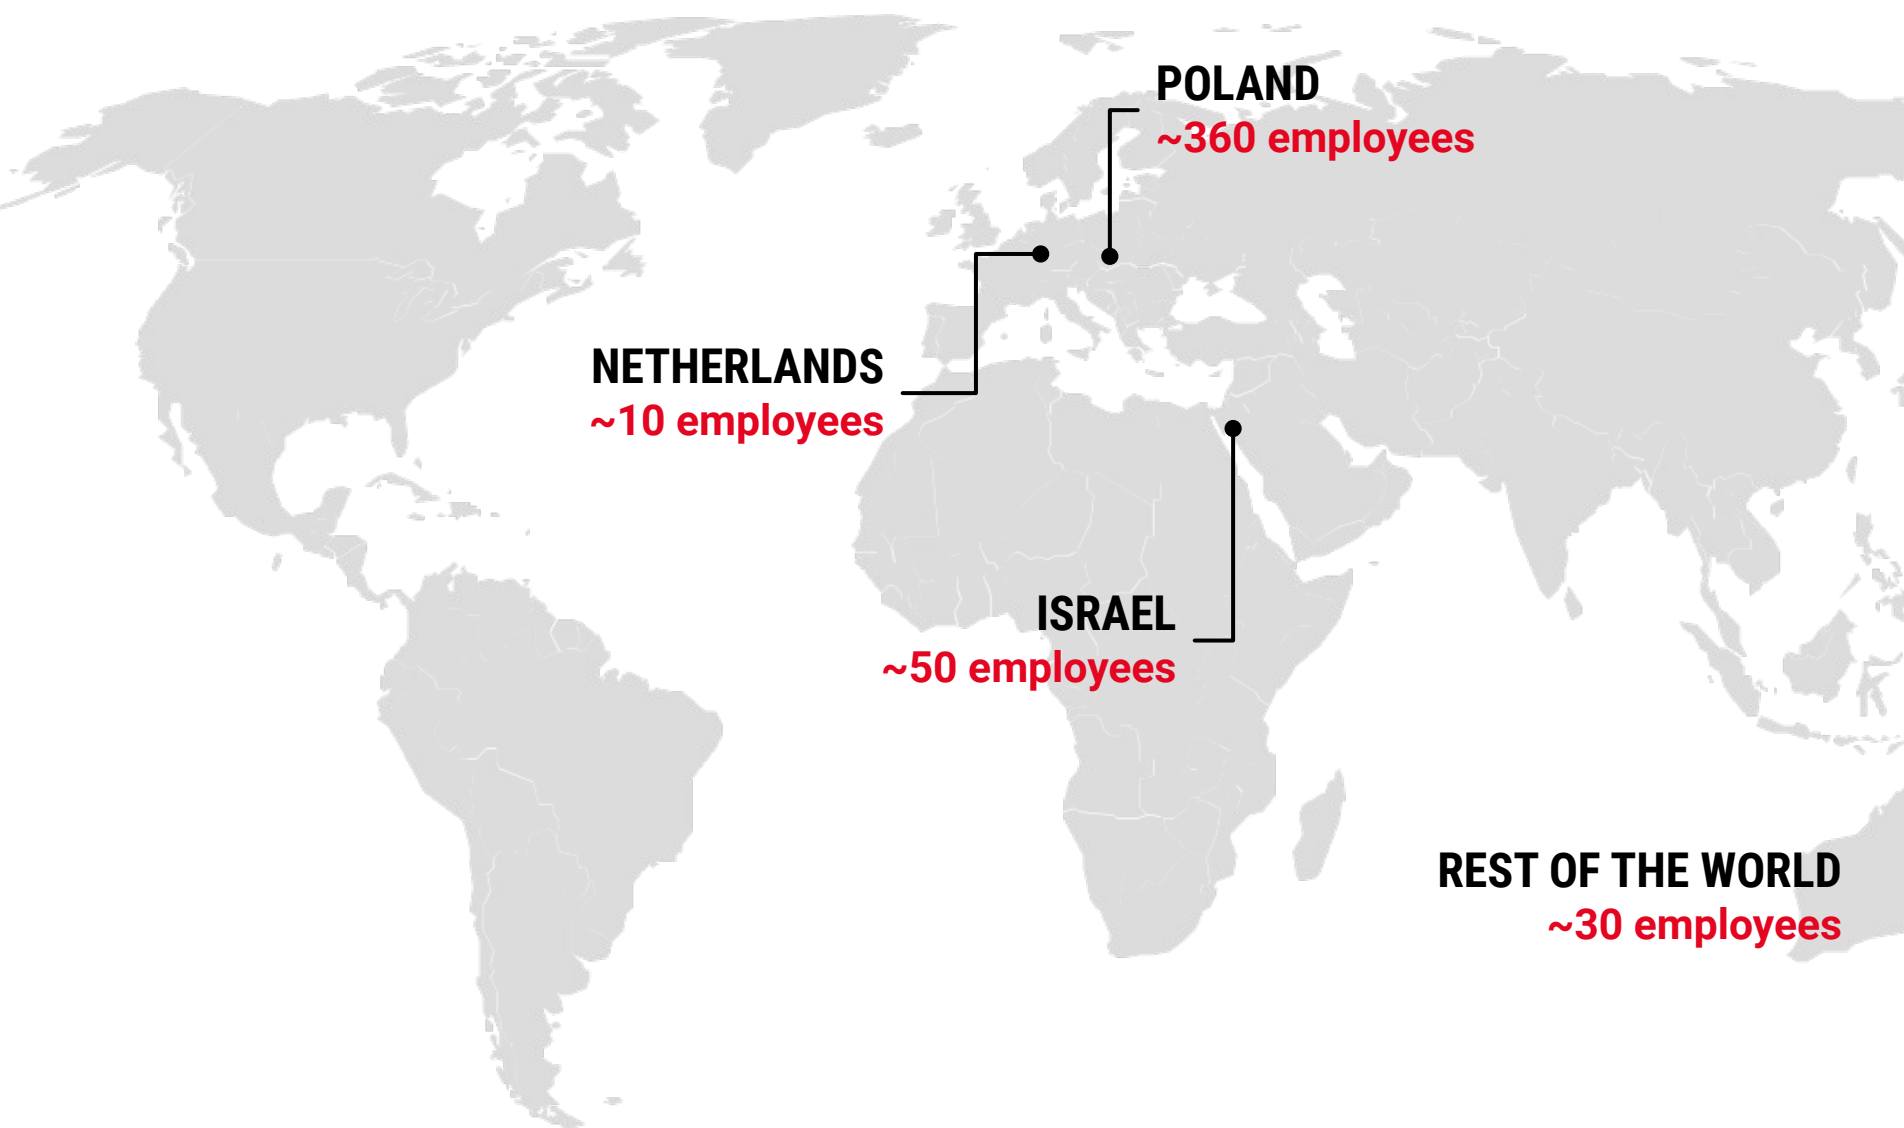 POLAND
~360 employees
NETHERLANDS
~10 employees
ISRAEL
~50 employees
REST OF THE WORLD
~30 employees